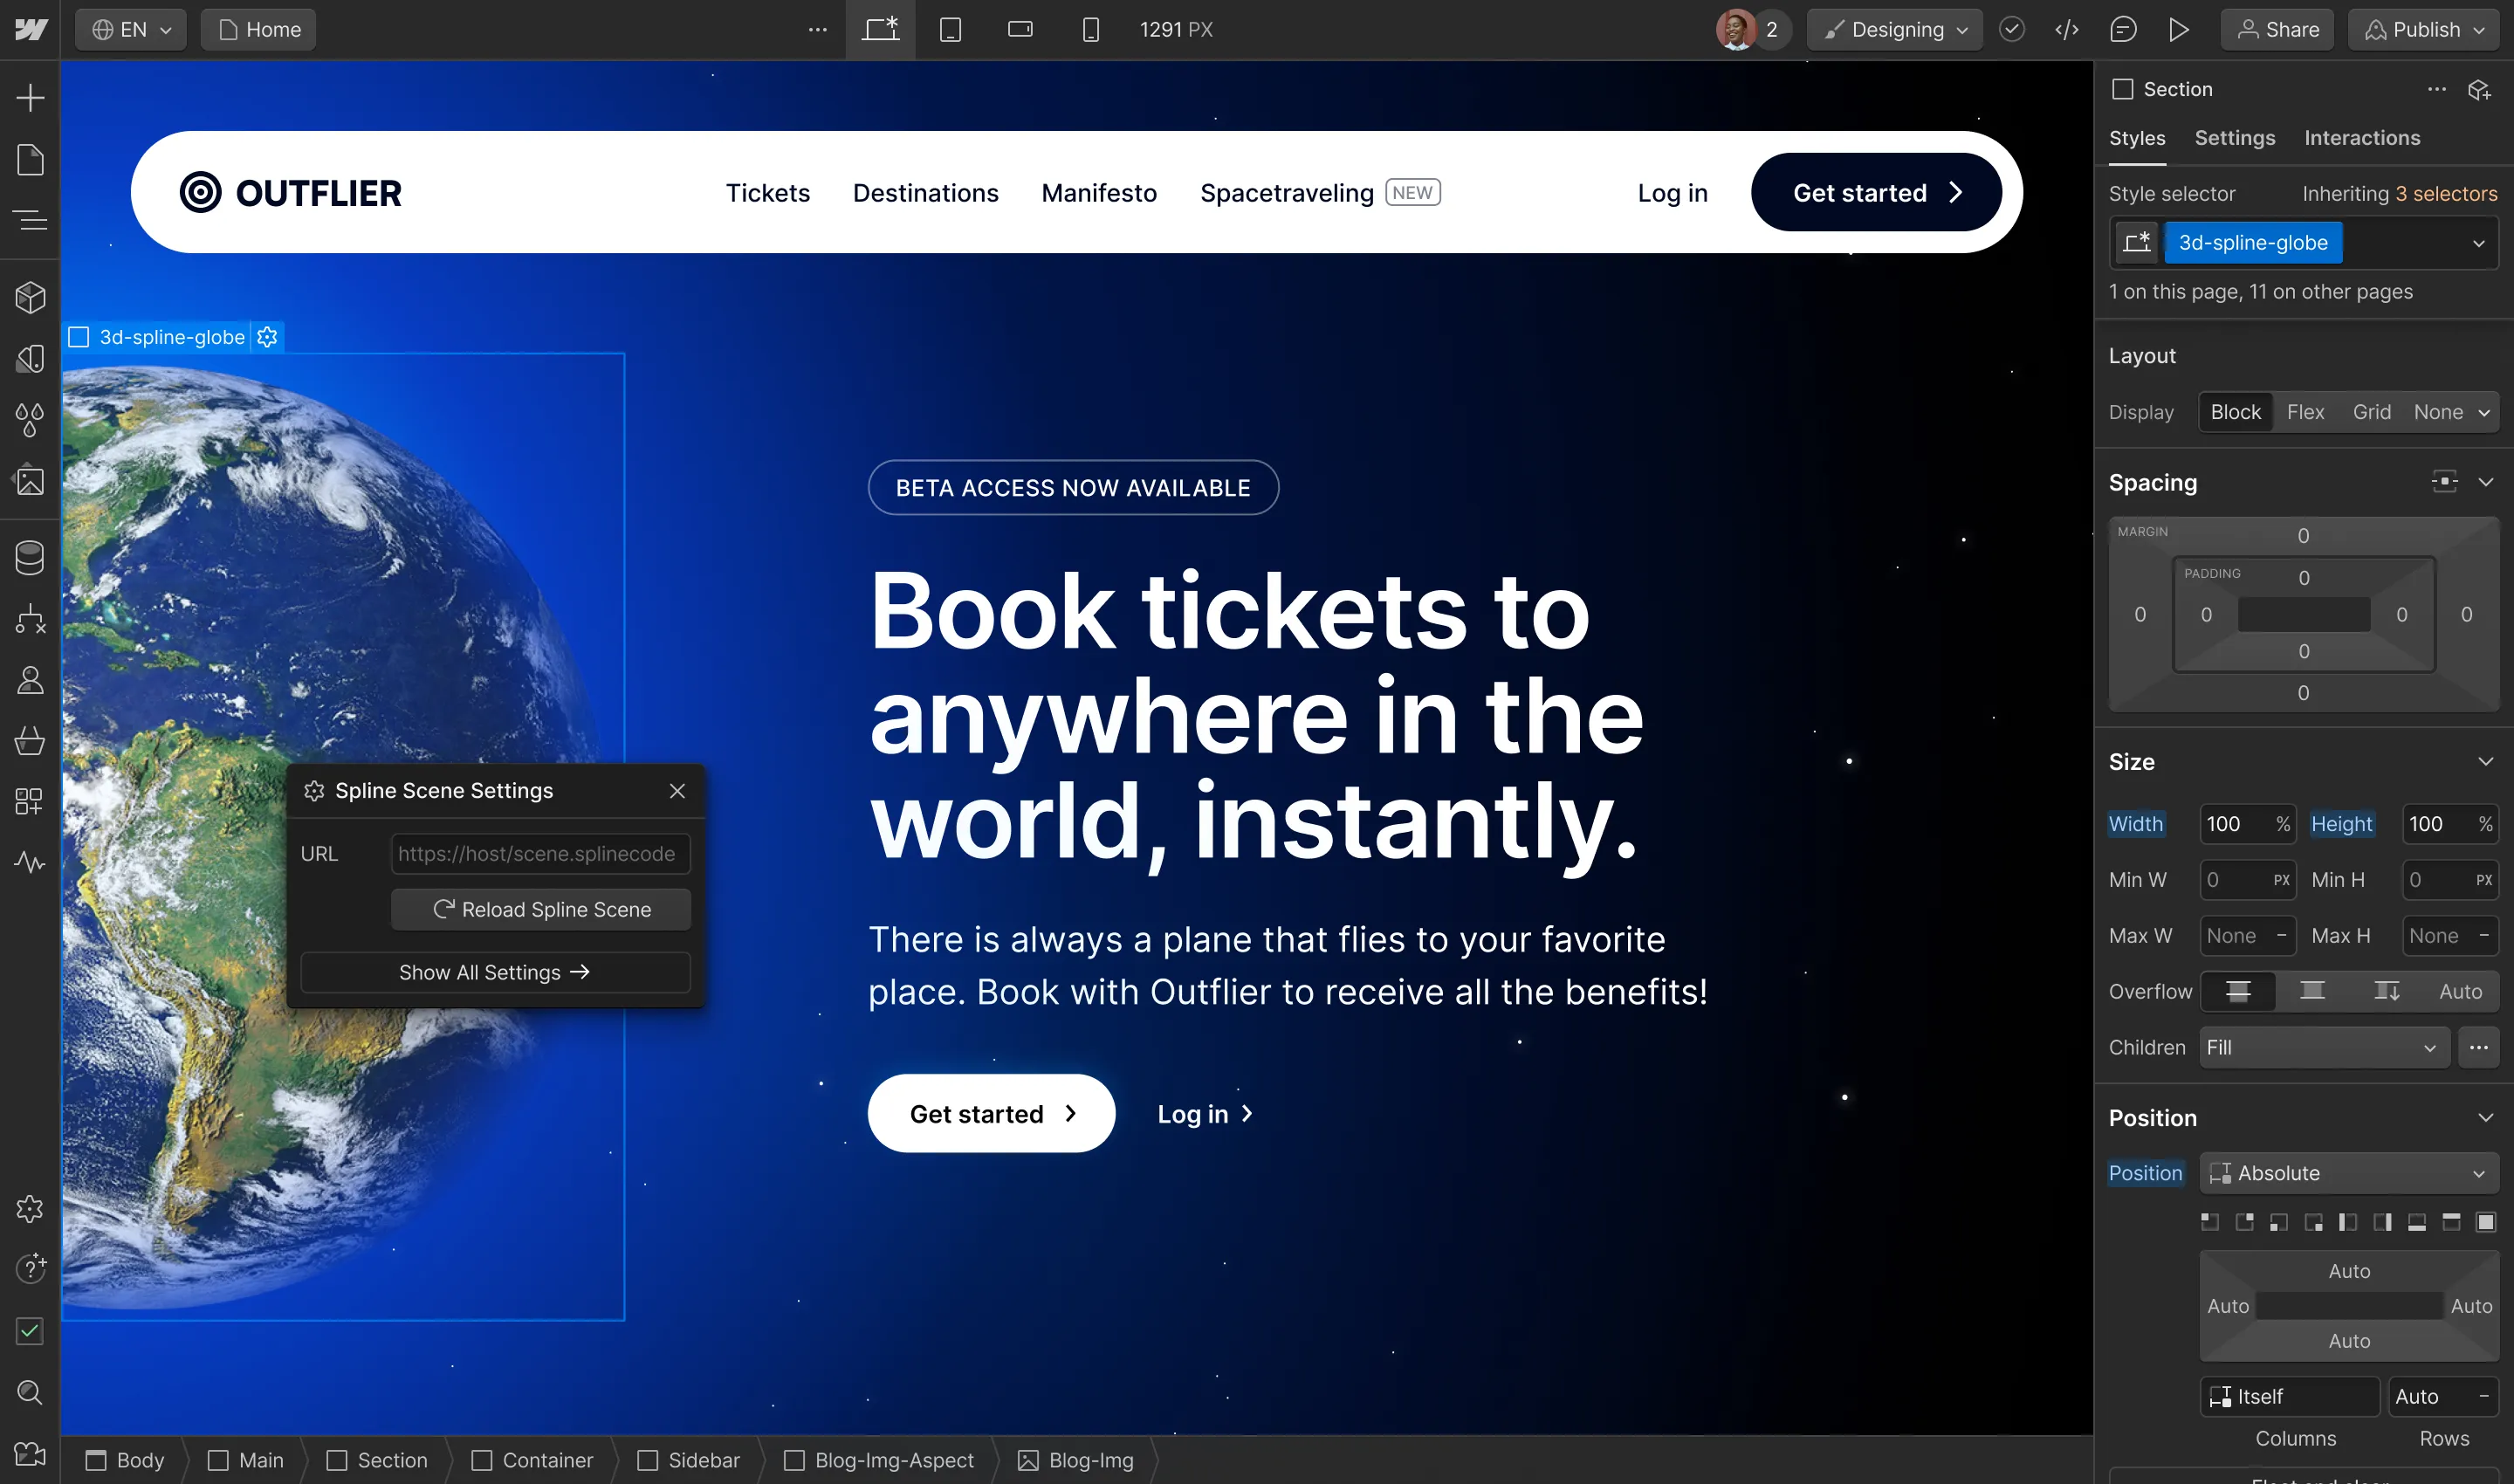 EN
Home
1291 PX
2
Designing
Share
Publish
OUTFLIER
Tickets
Destinations
Manifesto
Spacetraveling NEW
Log in
Get started
3d-spline-globe
BETA ACCESS NOW AVAILABLE
Book tickets to
anywhere in the
world, instantly.
There is always a plane that flies to your favorite
place. Book with Outflier to receive all the benefits!
Get started
Log in
Spline Scene Settings
URL https://host/scene.splinecode
Reload Spline Scene
Show All Settings
Body
Main
Section
Container
Sidebar
Blog-Img-Aspect
Blog-Img
Section
Styles Settings Interactions
Style selector Inheriting 3 selectors
3d-spline-globe
1 on this page, 11 on other pages
Layout
Display Block Flex Grid None
Spacing
MARGIN
0
PADDING
0
0 0 0 0
0
0
Size
Width 100 % Height 100 %
Min W 0 PX Min H 0 PX
Max W None – Max H None –
Overflow Auto
Children Fill
Position
Position Absolute
Auto
Auto Auto
Auto
Itself Auto –
Columns Rows